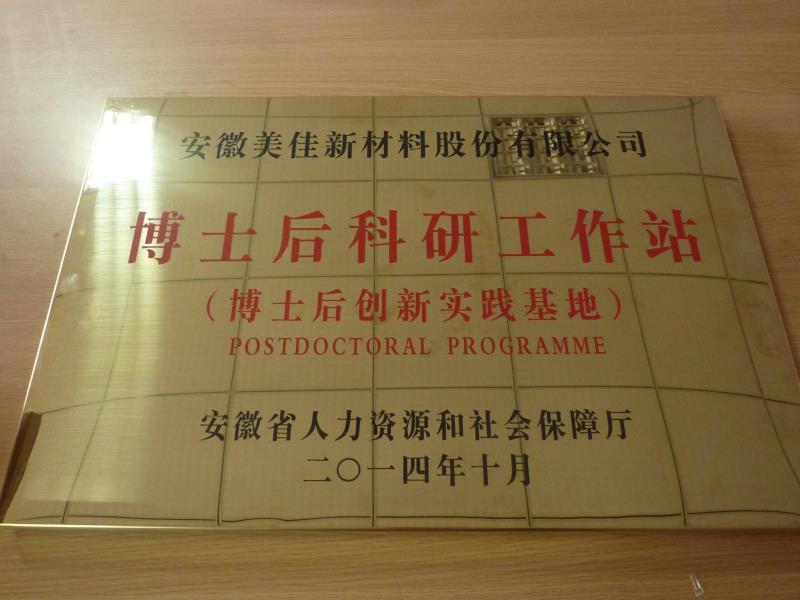 安徽美佳新材料股份有限公司
博士后科研工作站
（博士后创新实践基地）
POSTDOCTORAL PROGRAMME
安徽省人力资源和社会保障厅
二〇一四年十月